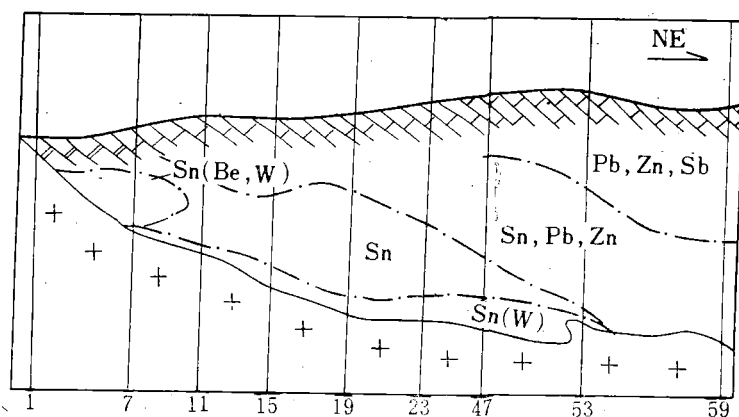 NE
Sn(Be,W)
Pb, Zn, Sb
Sn, Pb, Zn
Sn
Sn(W)
1 7 11 15 19 23 47 53 59